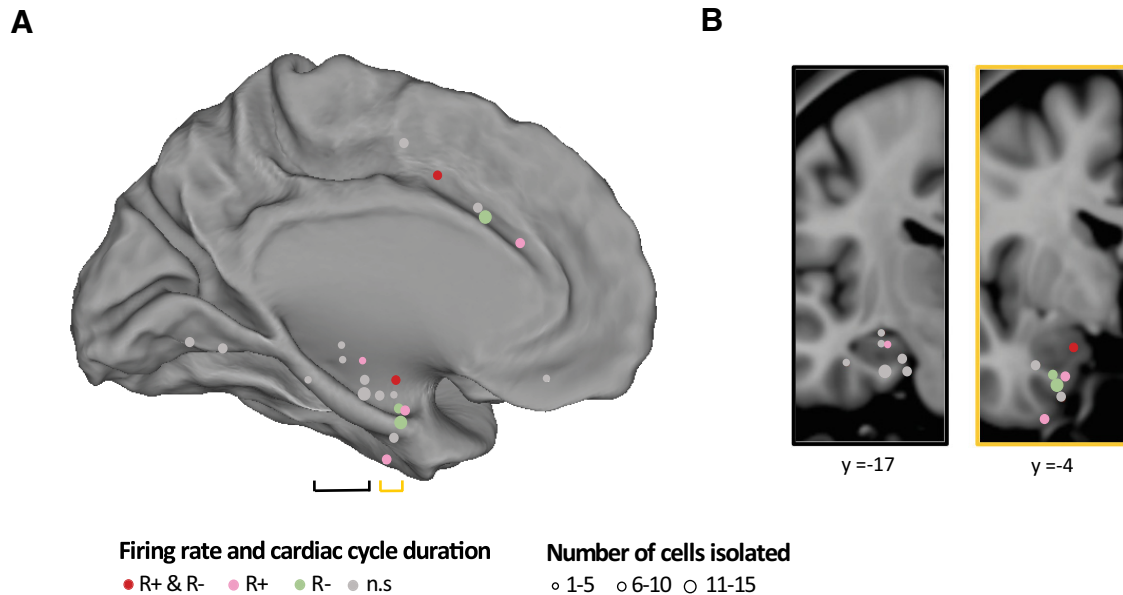 A
B
y =-17
y =-4
Firing rate and cardiac cycle duration
R+ & R- R+ R- n.s
Number of cells isolated
1-5 6-10 11-15